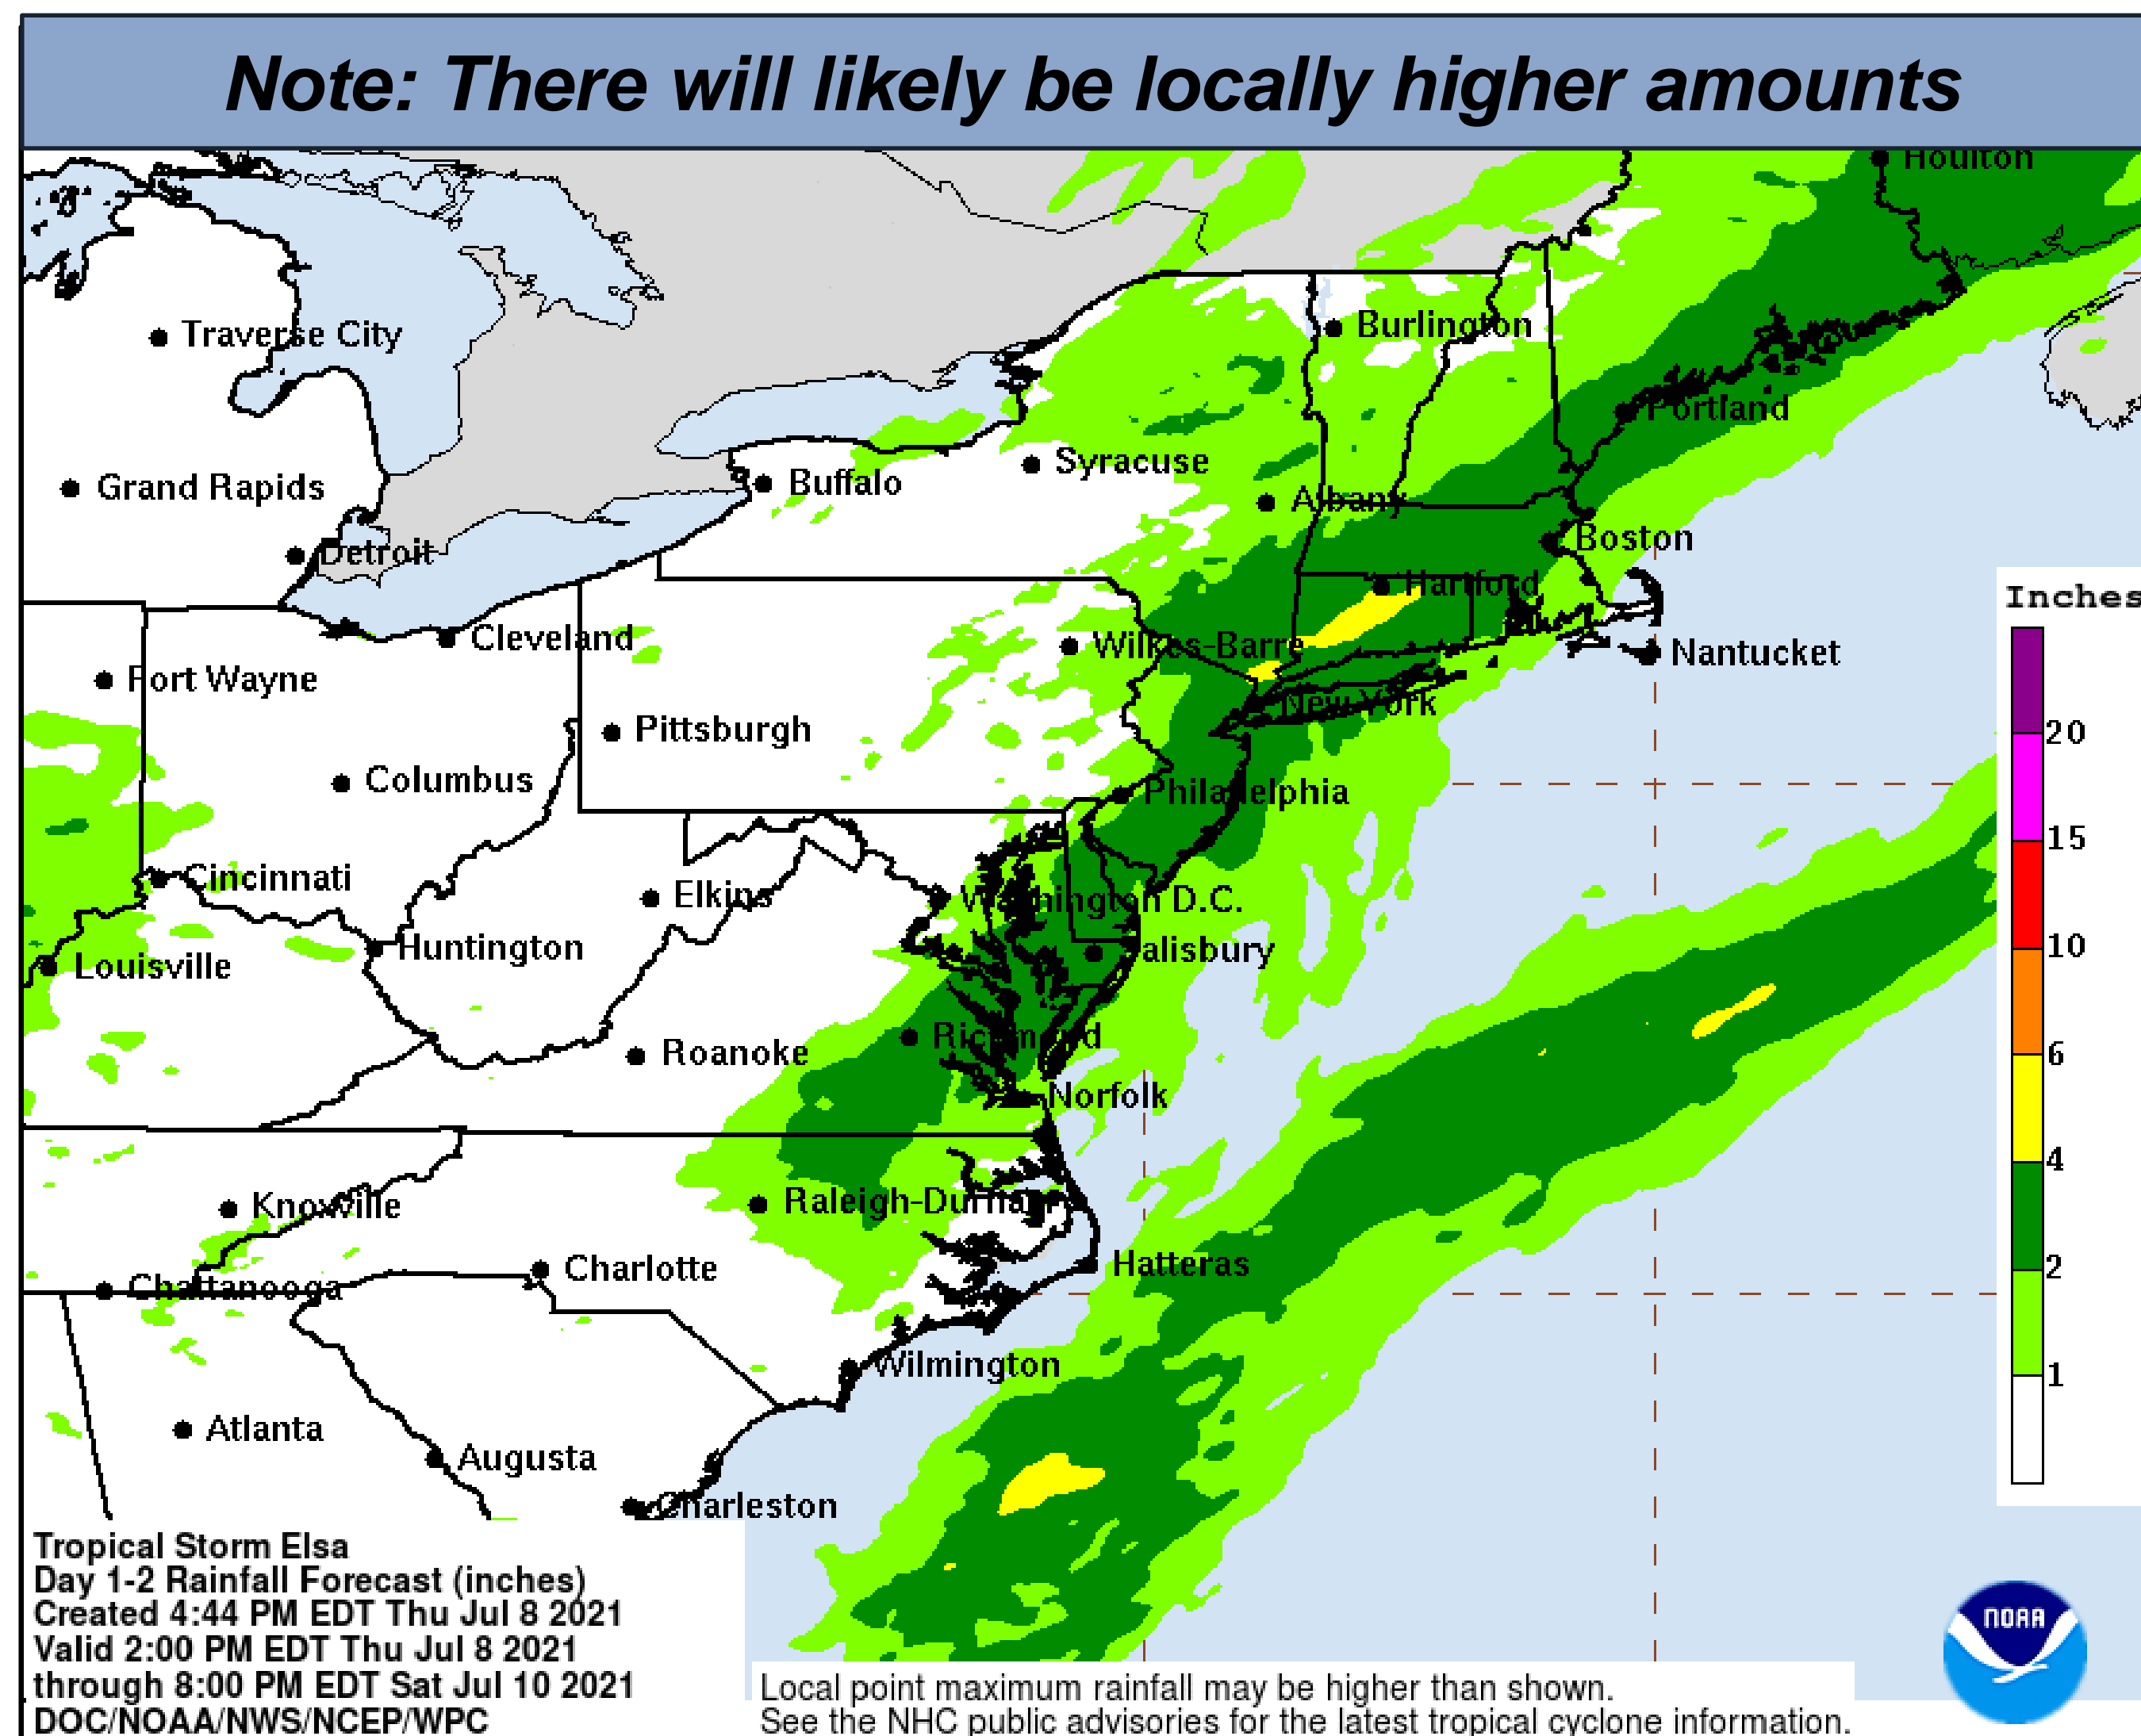 Note: There will likely be locally higher amounts
Houlton
Burlington
Traverse City
Portland
Syracuse
Buffalo
Grand Rapids
Albany
Boston
Detroit
Hartford
Inches
Cleveland
Wilkes-Barre
Nantucket
Fort Wayne
New York
Pittsburgh
20
Columbus
Philadelphia
15
Cincinnati
Elkins
Washington D.C.
Huntington
Salisbury
10
Louisville
Richmond
Roanoke
6
Norfolk
4
Knoxville
Raleigh-Durham
Charlotte
Hatteras
2
Chattanooga
Wilmington
1
Atlanta
Augusta
Charleston
Tropical Storm Elsa
Day 1-2 Rainfall Forecast (inches)
Created 4:44 PM EDT Thu Jul 8 2021
Valid 2:00 PM EDT Thu Jul 8 2021
through 8:00 PM EDT Sat Jul 10 2021
DOC/NOAA/NWS/NCEP/WPC
NOAA
Local point maximum rainfall may be higher than shown.
See the NHC public advisories for the latest tropical cyclone information.